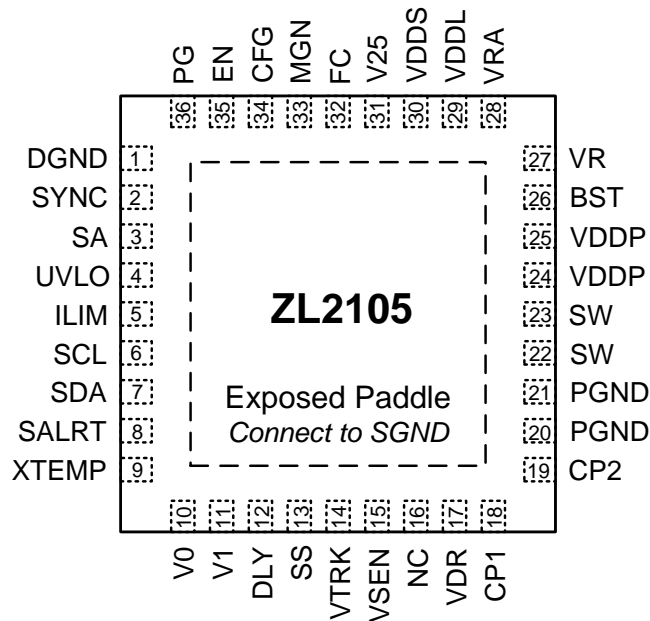 PG
EN
CFG
MGN
FC
V25
VDDS
VDDL
VRA
36
35
34
33
32
31
30
29
28
DGND 1
SYNC 2
SA 3
UVLO 4
ILIM 5
SCL 6
SDA 7
SALRT 8
XTEMP 9
27 VR
26 BST
25 VDDP
24 VDDP
23 SW
22 SW
21 PGND
20 PGND
19 CP2
ZL2105
Exposed Paddle
Connect to SGND
10
11
12
13
14
15
16
17
18
V0
V1
DLY
SS
VTRK
VSEN
NC
VDR
CP1